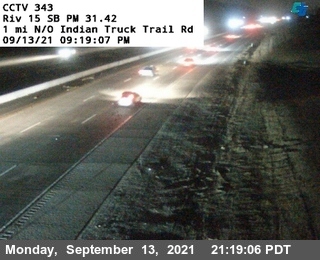 CCTV 343
Riv 15 SB PM 31.42
1 mi N/O Indian Truck Trail Rd
09/13/21 09:19:07 PM
Monday, September 13, 2021 21:19:06 PDT